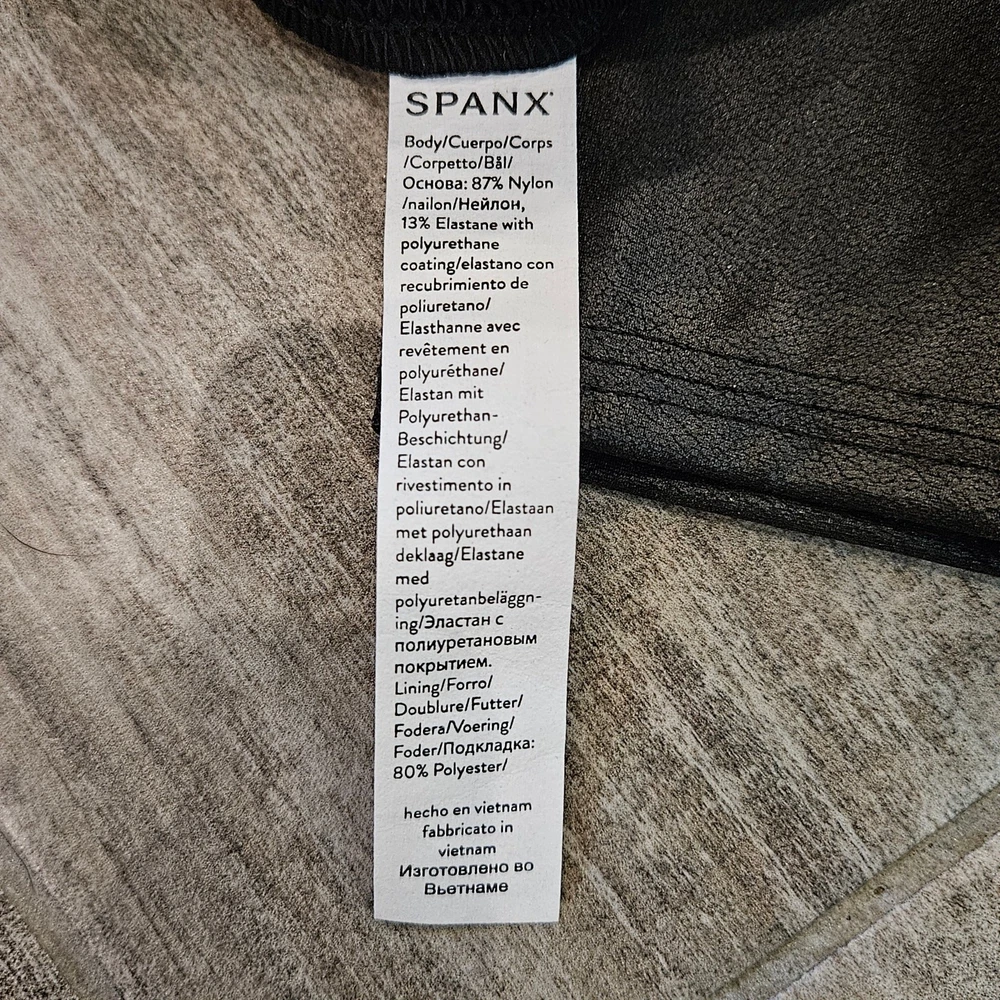 SPANX
Body/Cuerpo/Corps
/Corpetto/Bål/
Основа: 87% Nylon
/nailon/Нейлон,
13% Elastane with
polyurethane
coating/elastano con
recubrimiento de
poliuretano/
Elasthanne avec
revêtement en
polyuréthane/
Elastan mit
Polyurethan-
Beschichtung/
Elastan con
rivestimento in
poliuretano/Elastaan
met polyurethaan
deklaag/Elastane
med
polyuretanbeläggn-
ing/Эластан с
полиуретановым
покрытием.
Lining/Forro/
Doublure/Futter/
Fodera/Voering/
Foder/Подкладка:
80% Polyester/
hecho en vietnam
fabbricato in
vietnam
Изготовлено во
Вьетнаме